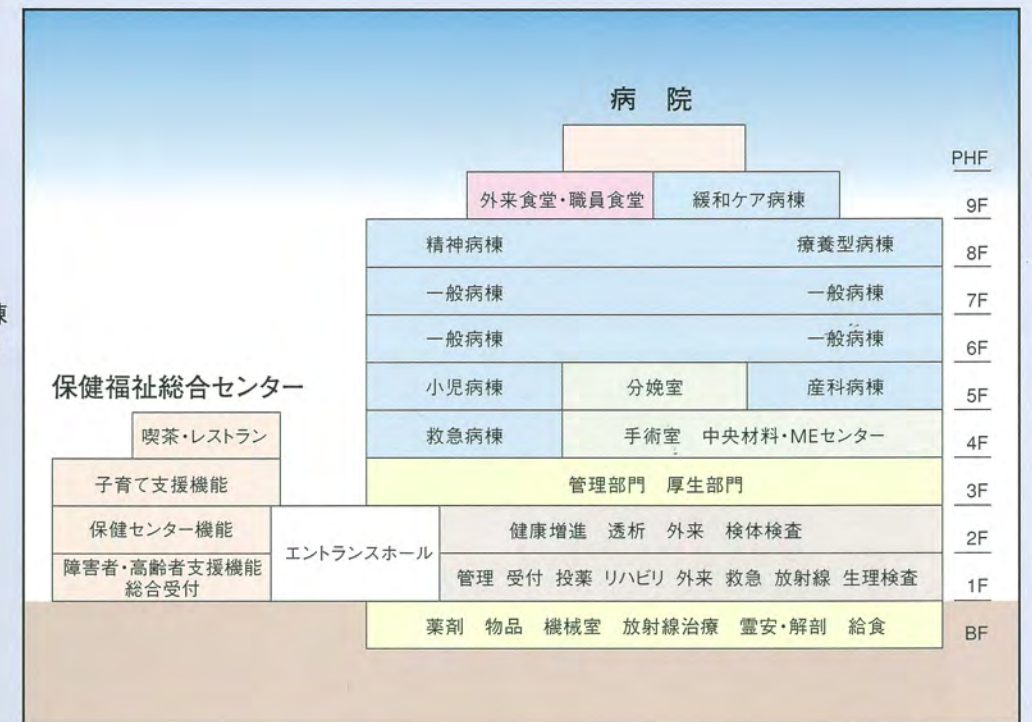 病 院
PHF
外来食堂・職員食堂 緩和ケア病棟 9F
精神病棟 療養型病棟 8F
一般病棟 一般病棟 7F
一般病棟 一般病棟 6F
棟
保健福祉総合センター
小児病棟 分娩室 産科病棟 5F
喫茶・レストラン
救急病棟 手術室 中央材料・MEセンター 4F
子育て支援機能
管理部門 厚生部門 3F
保健センター機能
エントランスホール
健康増進 透析 外来 検体検査 2F
障害者・高齢者支援機能
総合受付
管理 受付 投薬 リハビリ 外来 救急 放射線 生理検査 1F
薬剤 物品 機械室 放射線治療 霊安・解剖 給食 BF